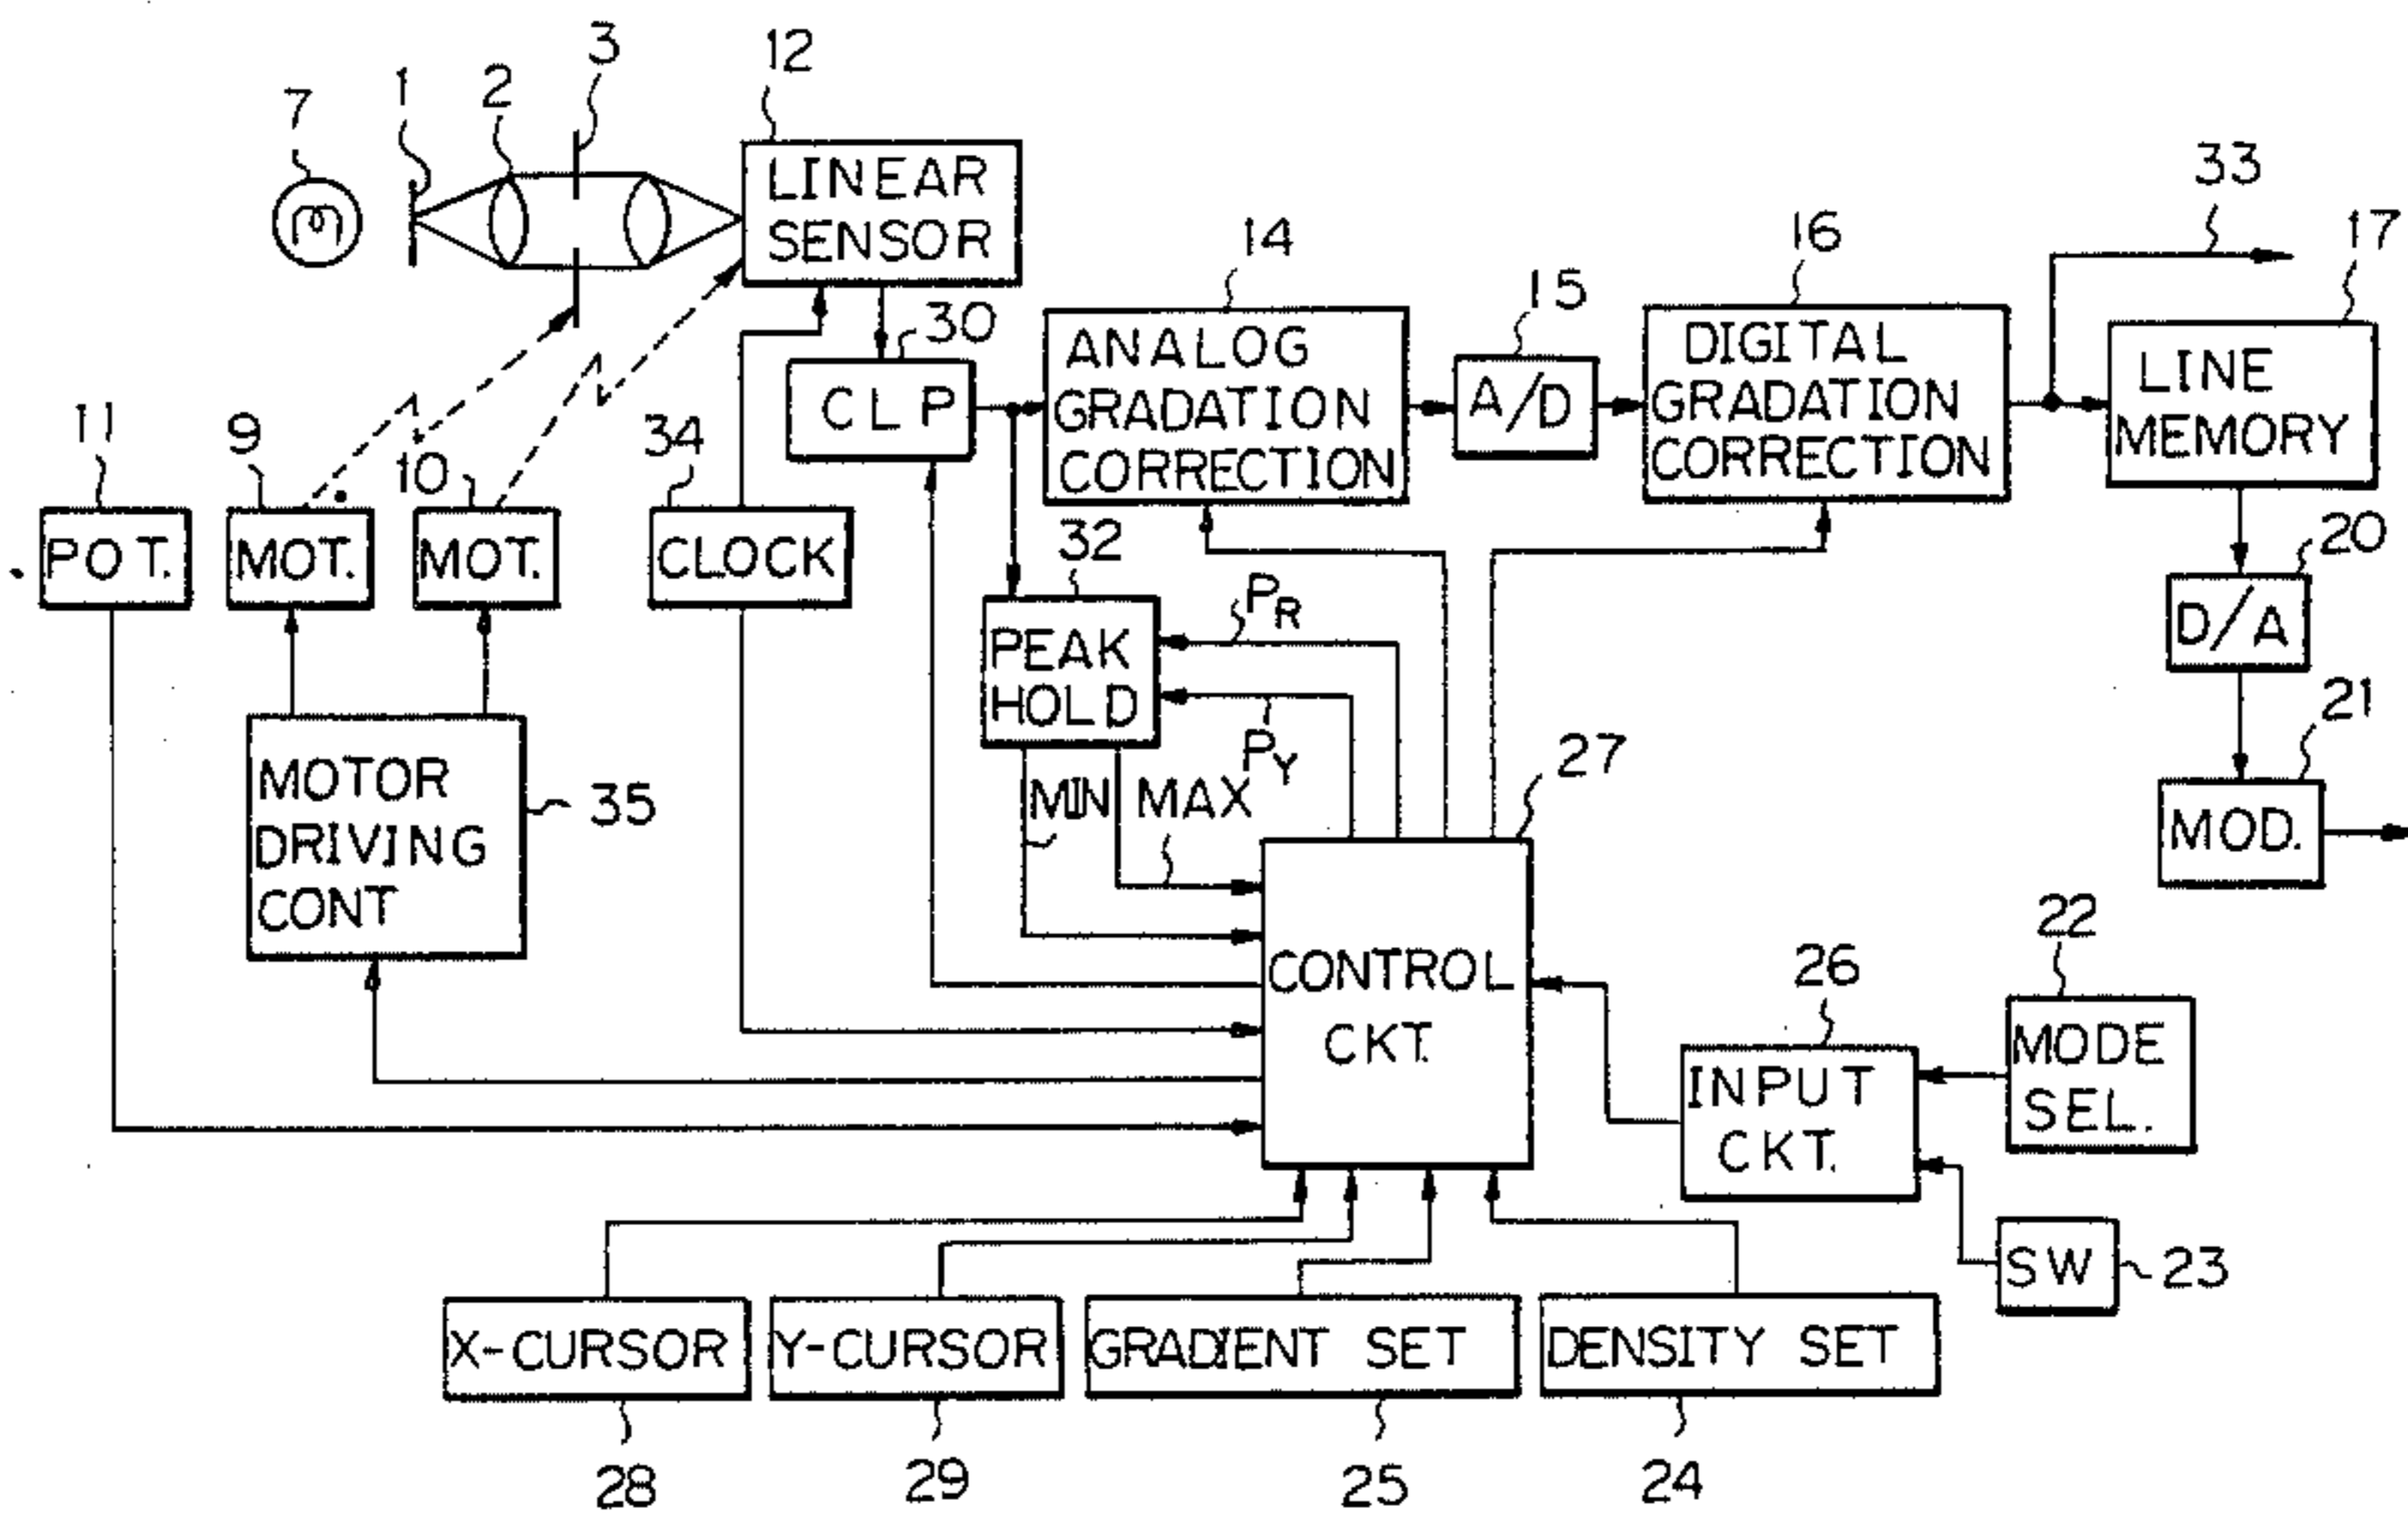 3
12
7
1
2
LINEAR
SENSOR
33
14
16
17
15
30
ANALOG
GRADATION
CORRECTION
A/D
DIGITAL
GRADATION
CORRECTION
LINE
MEMORY
CLP
11
9
10
34
POT.
MOT.
MOT.
CLOCK
32
20
PEAK
HOLD
PR
PY
D/A
21
MOTOR
DRIVING
CONT
35
MIN
MAX
27
MOD.
22
CONTROL
CKT.
26
MODE
SEL.
INPUT
CKT.
SW
23
X-CURSOR
Y-CURSOR
GRADIENT SET
DENSITY SET
28
29
25
24